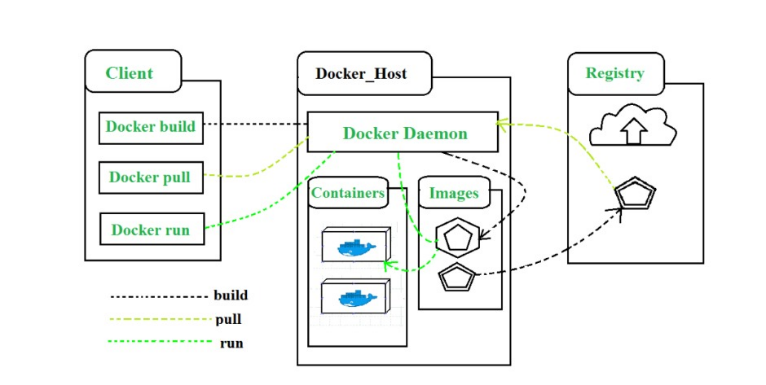 Client
Docker_Host
Registry
Docker build
Docker Daemon
Docker pull
Containers
Images
Docker run
build
pull
run